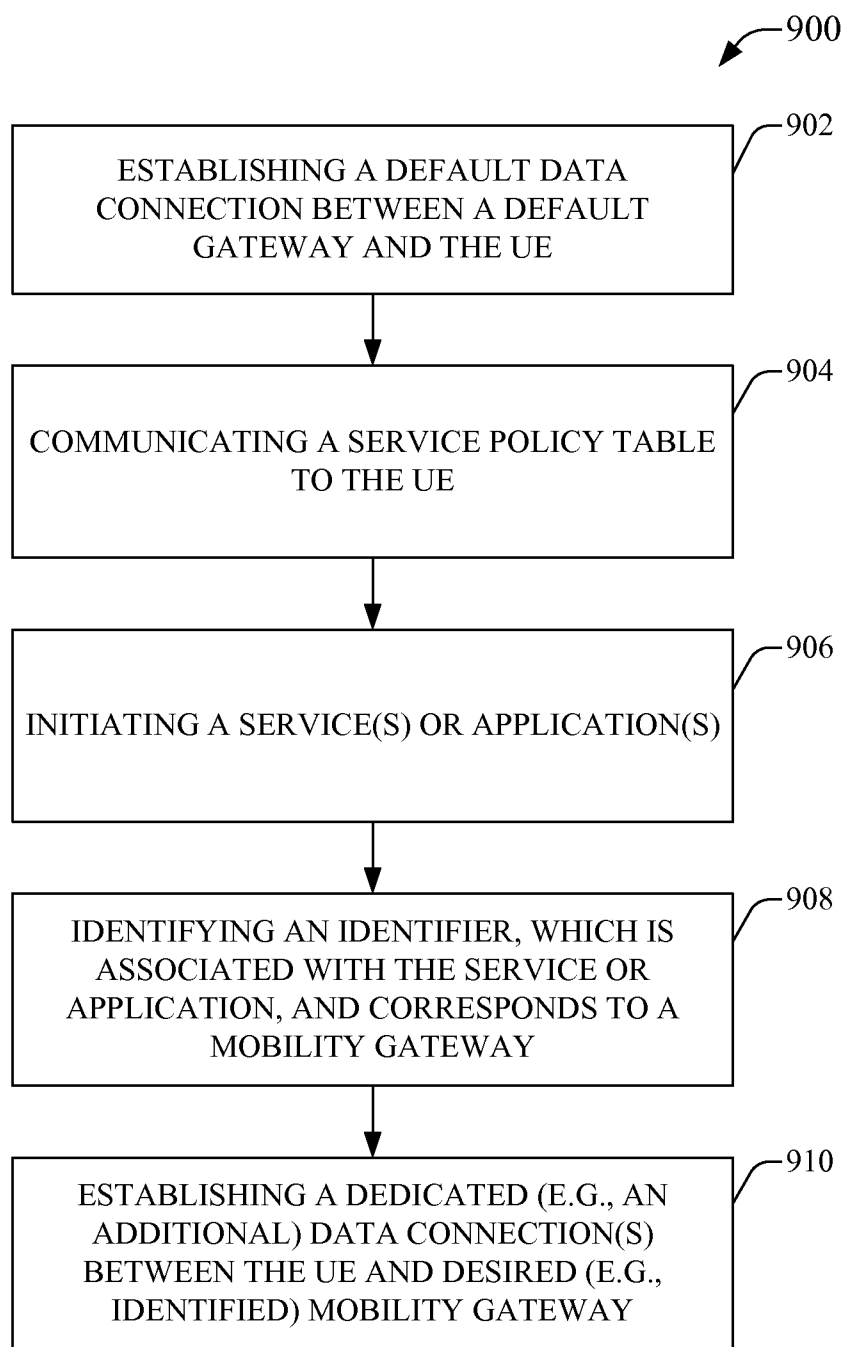 900
902
ESTABLISHING A DEFAULT DATA
CONNECTION BETWEEN A DEFAULT
GATEWAY AND THE UE
904
COMMUNICATING A SERVICE POLICY TABLE
TO THE UE
906
INITIATING A SERVICE(S) OR APPLICATION(S)
908
IDENTIFYING AN IDENTIFIER, WHICH IS
ASSOCIATED WITH THE SERVICE OR
APPLICATION, AND CORRESPONDS TO A
MOBILITY GATEWAY
910
ESTABLISHING A DEDICATED (E.G., AN
ADDITIONAL) DATA CONNECTION(S)
BETWEEN THE UE AND DESIRED (E.G.,
IDENTIFIED) MOBILITY GATEWAY